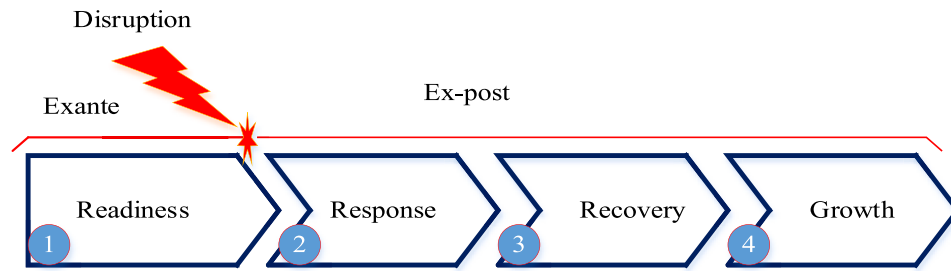 Disruption
Exante
Ex-post
Readiness
Response
Recovery
Growth
1
2
3
4